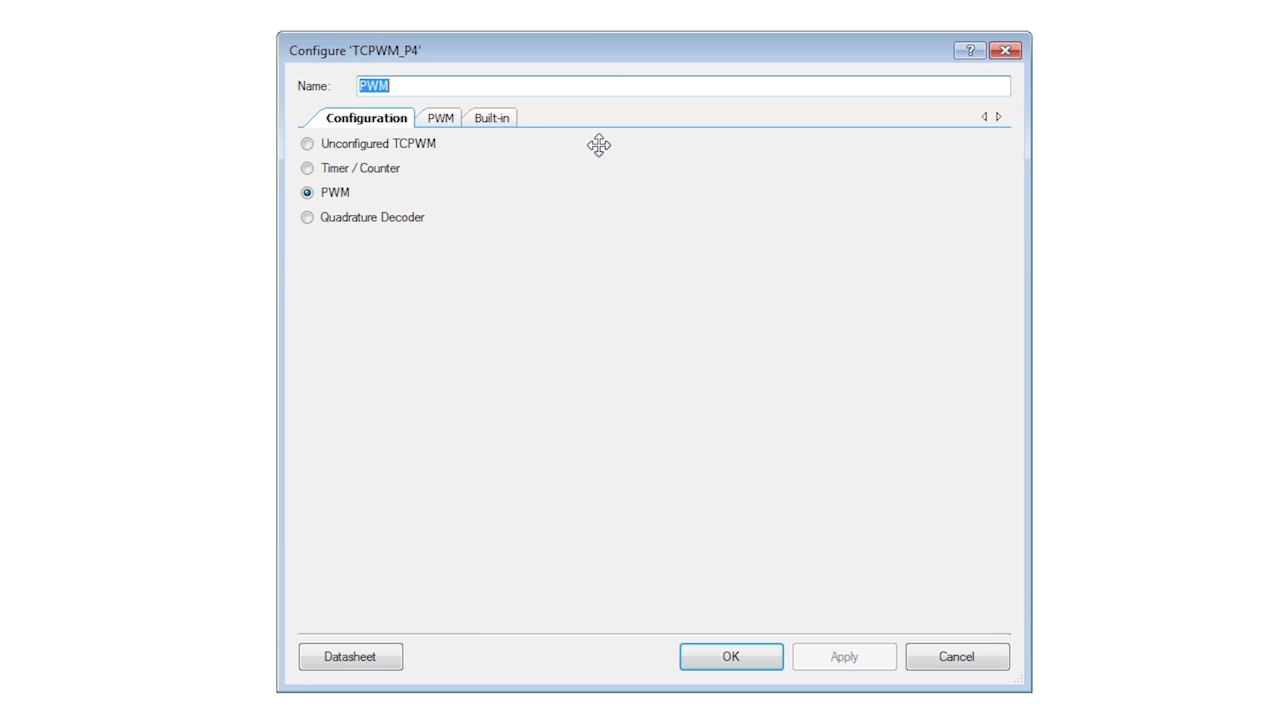 Configure 'TCPWM_P4'
Name: PWM
Configuration PWM Built-in
Unconfigured TCPWM
Timer / Counter
PWM
Quadrature Decoder
Datasheet OK Apply Cancel